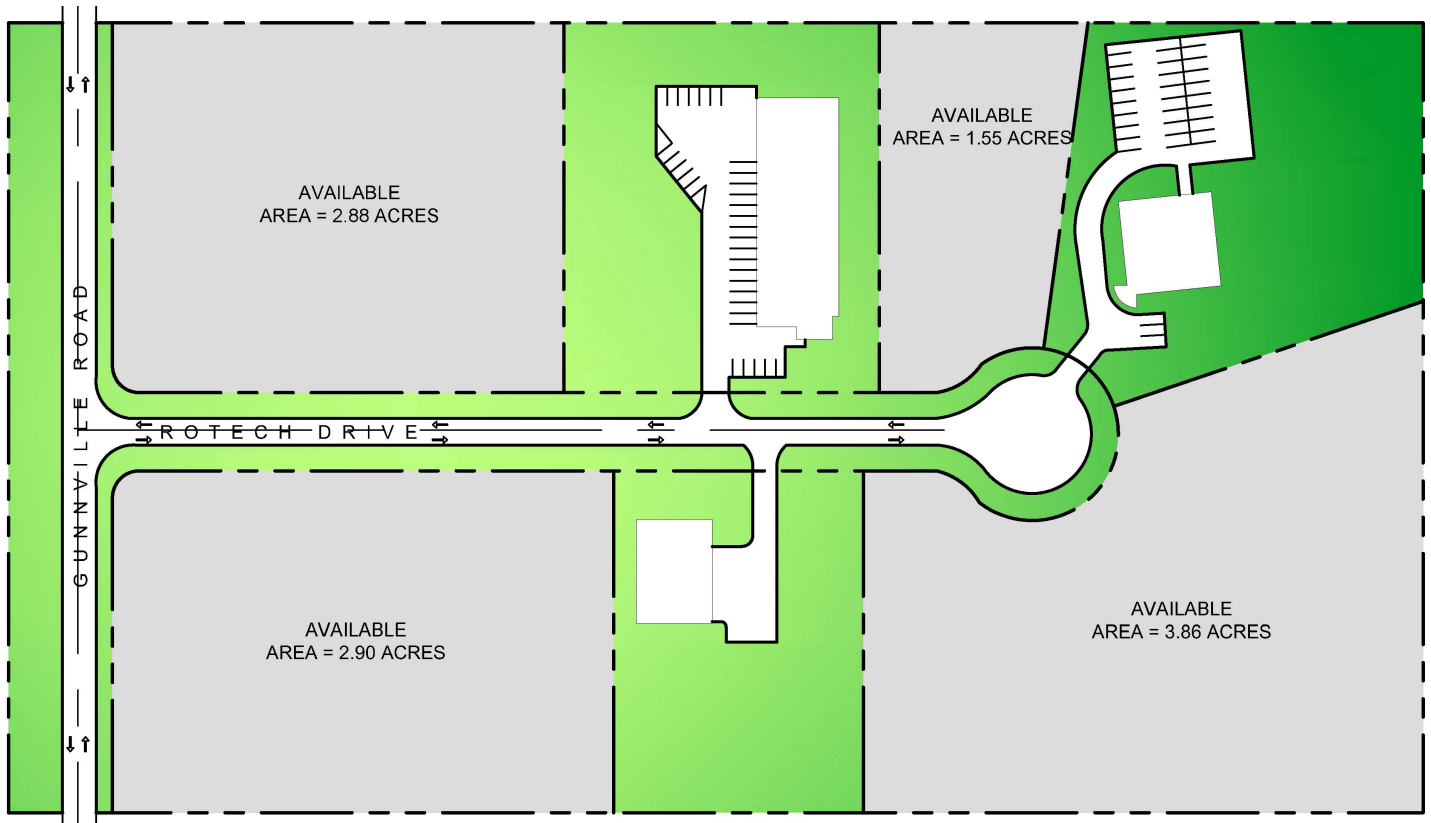 AVAILABLE
AREA = 1.55 ACRES
AVAILABLE
AREA = 2.88 ACRES
GUNNVILLE ROAD
ROTECH DRIVE
AVAILABLE
AREA = 2.90 ACRES
AVAILABLE
AREA = 3.86 ACRES